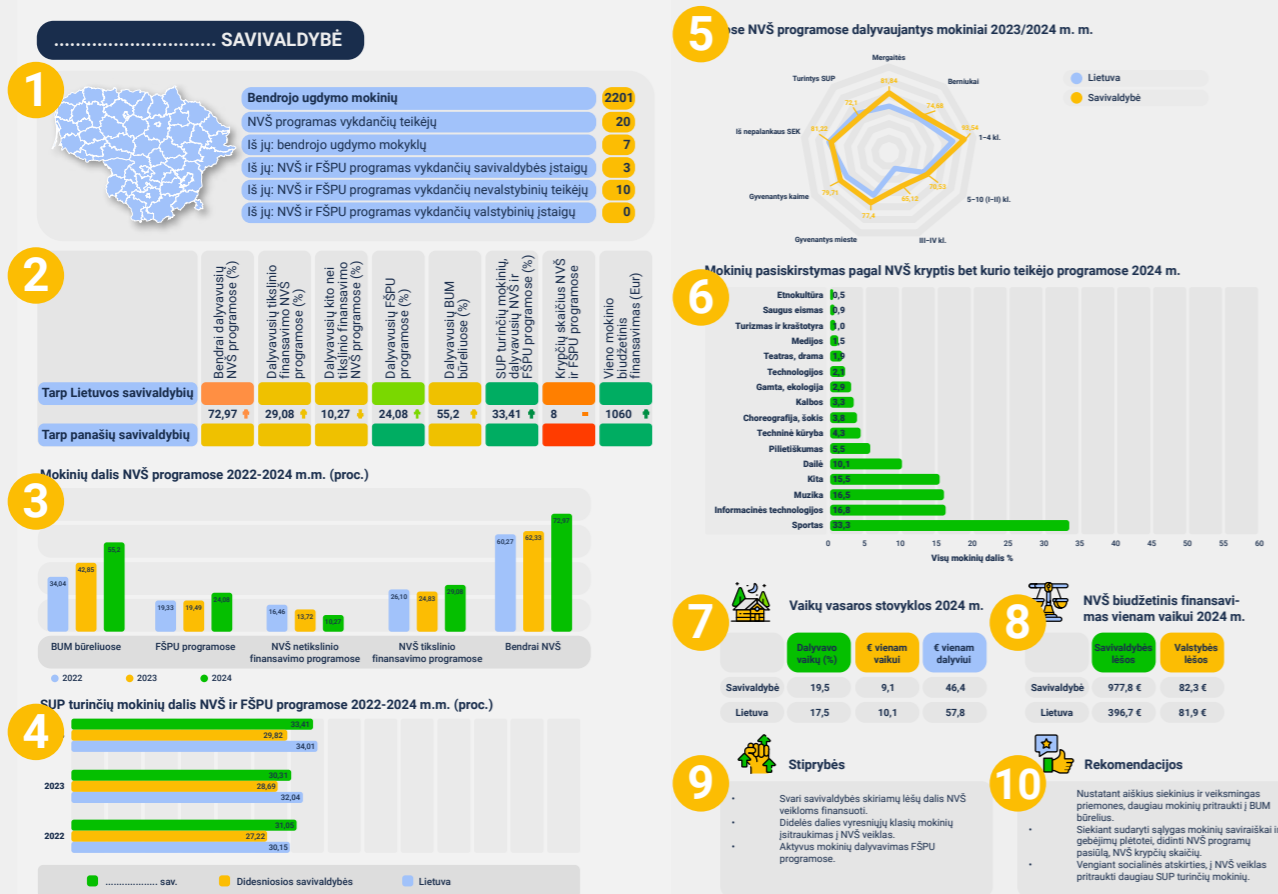 ............................ SAVIVALDYBĖ
1
Bendrojo ugdymo mokinių 2201
NVŠ programas vykdančių teikėjų 20
Iš jų: bendrojo ugdymo mokyklų 7
Iš jų: NVŠ ir FŠPU programas vykdančių savivaldybės įstaigų 3
Iš jų: NVŠ ir FŠPU programas vykdančių nevalstybinių teikėjų 10
Iš jų: NVŠ ir FŠPU programas vykdančių valstybinių įstaigų 0
2
Bendrai dalyvavusių
NVŠ programose (%)
Dalyvavusių tikslinio
finansavimo NVŠ
programose (%)
Dalyvavusių kito nei
tikslinio finansavimo
NVŠ programose (%)
Dalyvavusių FŠPU
programose (%)
Dalyvavusių BUM
būreliuose (%)
SUP turinčių mokinių,
dalyvavusių NVŠ ir
FŠPU programose (%)
Krypčių skaičius NVŠ
ir FŠPU programose
Vieno mokinio
biudžetinis
finansavimas (Eur)
Tarp Lietuvos savivaldybių
72,97 29,08 10,27 24,08 55,2 33,41 8 1060
Tarp panašių savivaldybių
3
Mokinių dalis NVŠ programose 2022-2024 m.m. (proc.)
34,04 42,85 55,2
19,33 19,49 24,08
16,46 13,72 10,27
26,10 24,83 29,08
60,27 62,33 72,97
BUM būreliuose
FŠPU programose
NVŠ netikslinio
finansavimo programose
NVŠ tikslinio
finansavimo programose
Bendrai NVŠ
2022 2023 2024
4
SUP turinčių mokinių dalis NVŠ ir FŠPU programose 2022-2024 m.m. (proc.)
33,41
29,82
34,01
2023
30,31
28,69
32,04
2022
31,05
27,22
30,15
.................. sav. Didesniosios savivaldybės Lietuva
5
ose NVŠ programose dalyvaujantys mokiniai 2023/2024 m. m.
Mergaitės
Berniukai
1–4 kl.
5–10 (I–II) kl.
III–IV kl.
Gyvenantys mieste
Gyvenantys kaime
Iš nepalankaus SEK
Turintys SUP
81,84
74,68
95,54
70,53
65,12
77,4
79,71
81,22
72,1
Lietuva
Savivaldybė
6
Mokinių pasiskirstymas pagal NVŠ kryptis bet kurio teikėjo programose 2024 m.
Etnokultūra 0,5
Saugus eismas 0,9
Turizmas ir kraštotyra 1,0
Medijos 1,5
Teatras, drama 1,9
Technologijos 2,1
Gamta, ekologija 2,9
Kalbos 3,3
Choreografija, šokis 3,8
Techninė kūryba 4,3
Pilietiškumas 5,5
Dailė 10,1
Kita 15,5
Muzika 16,5
Informacinės technologijos 16,8
Sportas 33,3
0 5 10 15 20 25 30 35 40 45 50 55 60
Visų mokinių dalis %
7
Vaikų vasaros stovyklos 2024 m.
Dalyvavo
vaikų (%)
€ vienam
vaikui
€ vienam
dalyviui
Savivaldybė 19,5 9,1 46,4
Lietuva 17,5 10,1 57,8
8
NVŠ biudžetinis finansavi-
mas vienam vaikui 2024 m.
Savivaldybės
lėšos
Valstybės
lėšos
Savivaldybė 977,8 € 82,3 €
Lietuva 396,7 € 81,9 €
9
Stiprybės
• Svari savivaldybės skiriamų lėšų dalis NVŠ
veikloms finansuoti.
• Didelės dalies vyresniųjų klasių mokinių
įsitraukimas į NVŠ veiklas.
• Aktyvus mokinių dalyvavimas FŠPU
programose.
10
Rekomendacijos
Nustatant aiškius siekinius ir veiksmingas
priemones, daugiau mokinių pritraukti į BUM
būrelius.
• Siekiant sudaryti sąlygas mokinių saviraiškai ir
gebėjimų plėtotei, didinti NVŠ programų
pasiūlą, NVŠ krypčių skaičių.
• Vengiant socialinės atskirties, į NVŠ veiklas
pritraukti daugiau SUP turinčių mokinių.